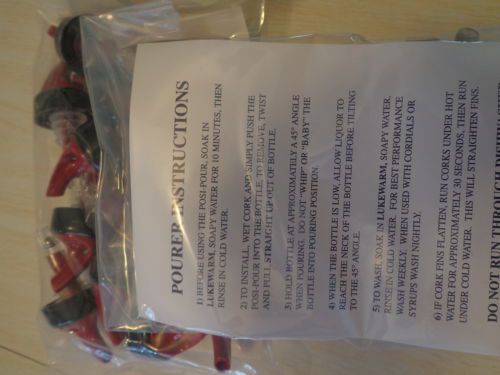 POURER INSTRUCTIONS
1) BEFORE USING THE POSI-POUR, SOAK IN
LUKEWARM, SOAPY WATER FOR 10 MINUTES, THEN
RINSE IN COLD WATER.
2) TO INSTALL, WET CORK AND SIMPLY PUSH THE
POSI-POUR INTO THE BOTTLE, TO REMOVE, TWIST
AND PULL STRAIGHT UP OUT OF BOTTLE.
3) HOLD BOTTLE AT APPROXIMATELY A 45° ANGLE
WHEN POURING. DO NOT "WHIP" OR "BABY" THE
BOTTLE INTO POURING POSITION.
4) WHEN THE BOTTLE IS LOW, ALLOW LIQUOR TO
REACH THE NECK OF THE BOTTLE BEFORE TILTING
TO THE 45° ANGLE.
5) TO WASH, SOAK IN LUKEWARM, SOAPY WATER.
RINSE IN COLD WATER. FOR BEST PERFORMANCE
WASH WEEKLY. WHEN USED WITH CORDIALS OR
SYRUPS WASH NIGHTLY.
6) IF CORK FINS FLATTEN, RUN CORKS UNDER HOT
WATER FOR APPROXIMATELY 30 SECONDS, THEN RUN
UNDER COLD WATER. THIS WILL STRAIGHTEN FINS.
DO NOT RUN THROUGH